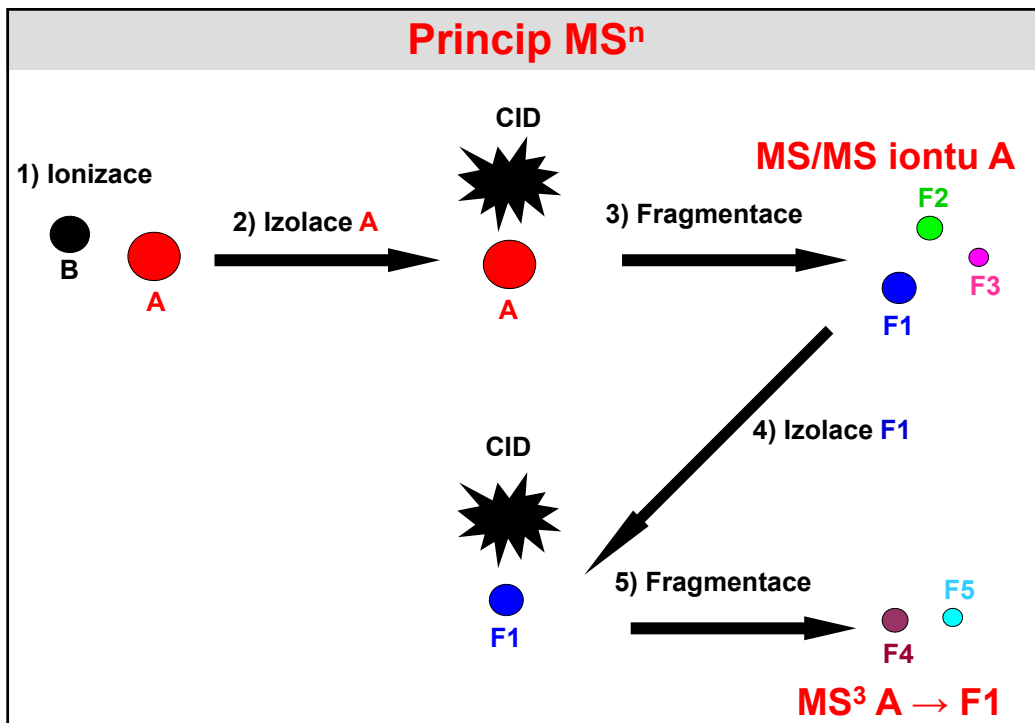 Princip MSⁿ
CID
1) Ionizace
MS/MS iontu A
F2
2) Izolace A
3) Fragmentace
B
F3
A
A
F1
4) Izolace F1
CID
5) Fragmentace
F5
F1
F4
MS³ A → F1